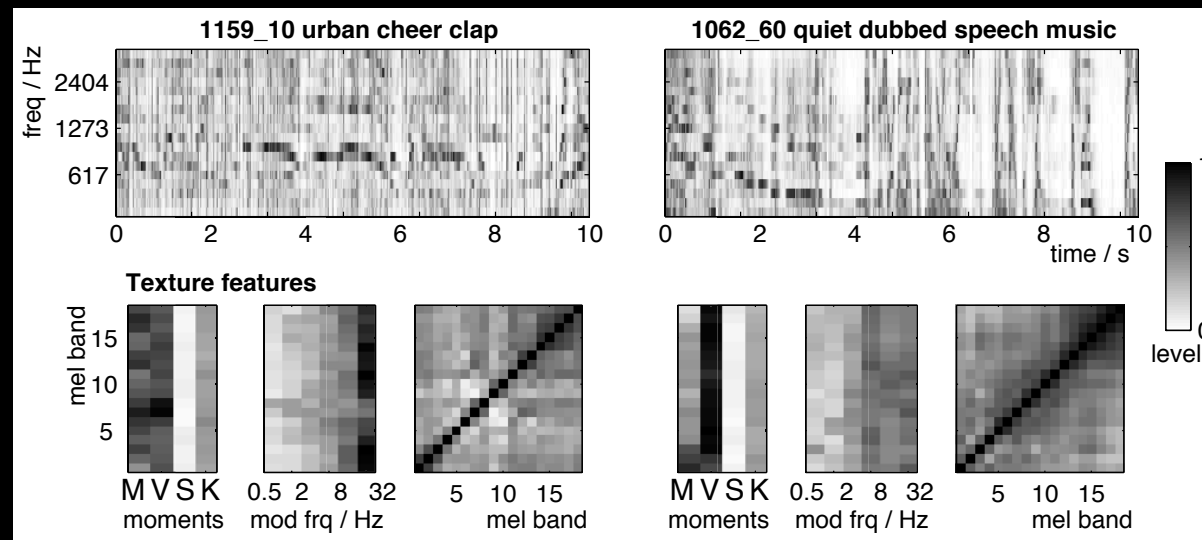 1159_10 urban cheer clap
1062_60 quiet dubbed speech music
freq / Hz
2404
1273
617
0 2 4 6 8 10
0 2 4 6 8 10
time / s
1
0
level
Texture features
mel band
15
10
5
M V S K
moments
0.5 2 8 32
mod frq / Hz
5 10 15
mel band
M V S K
moments
0.5 2 8 32
mod frq / Hz
5 10 15
mel band